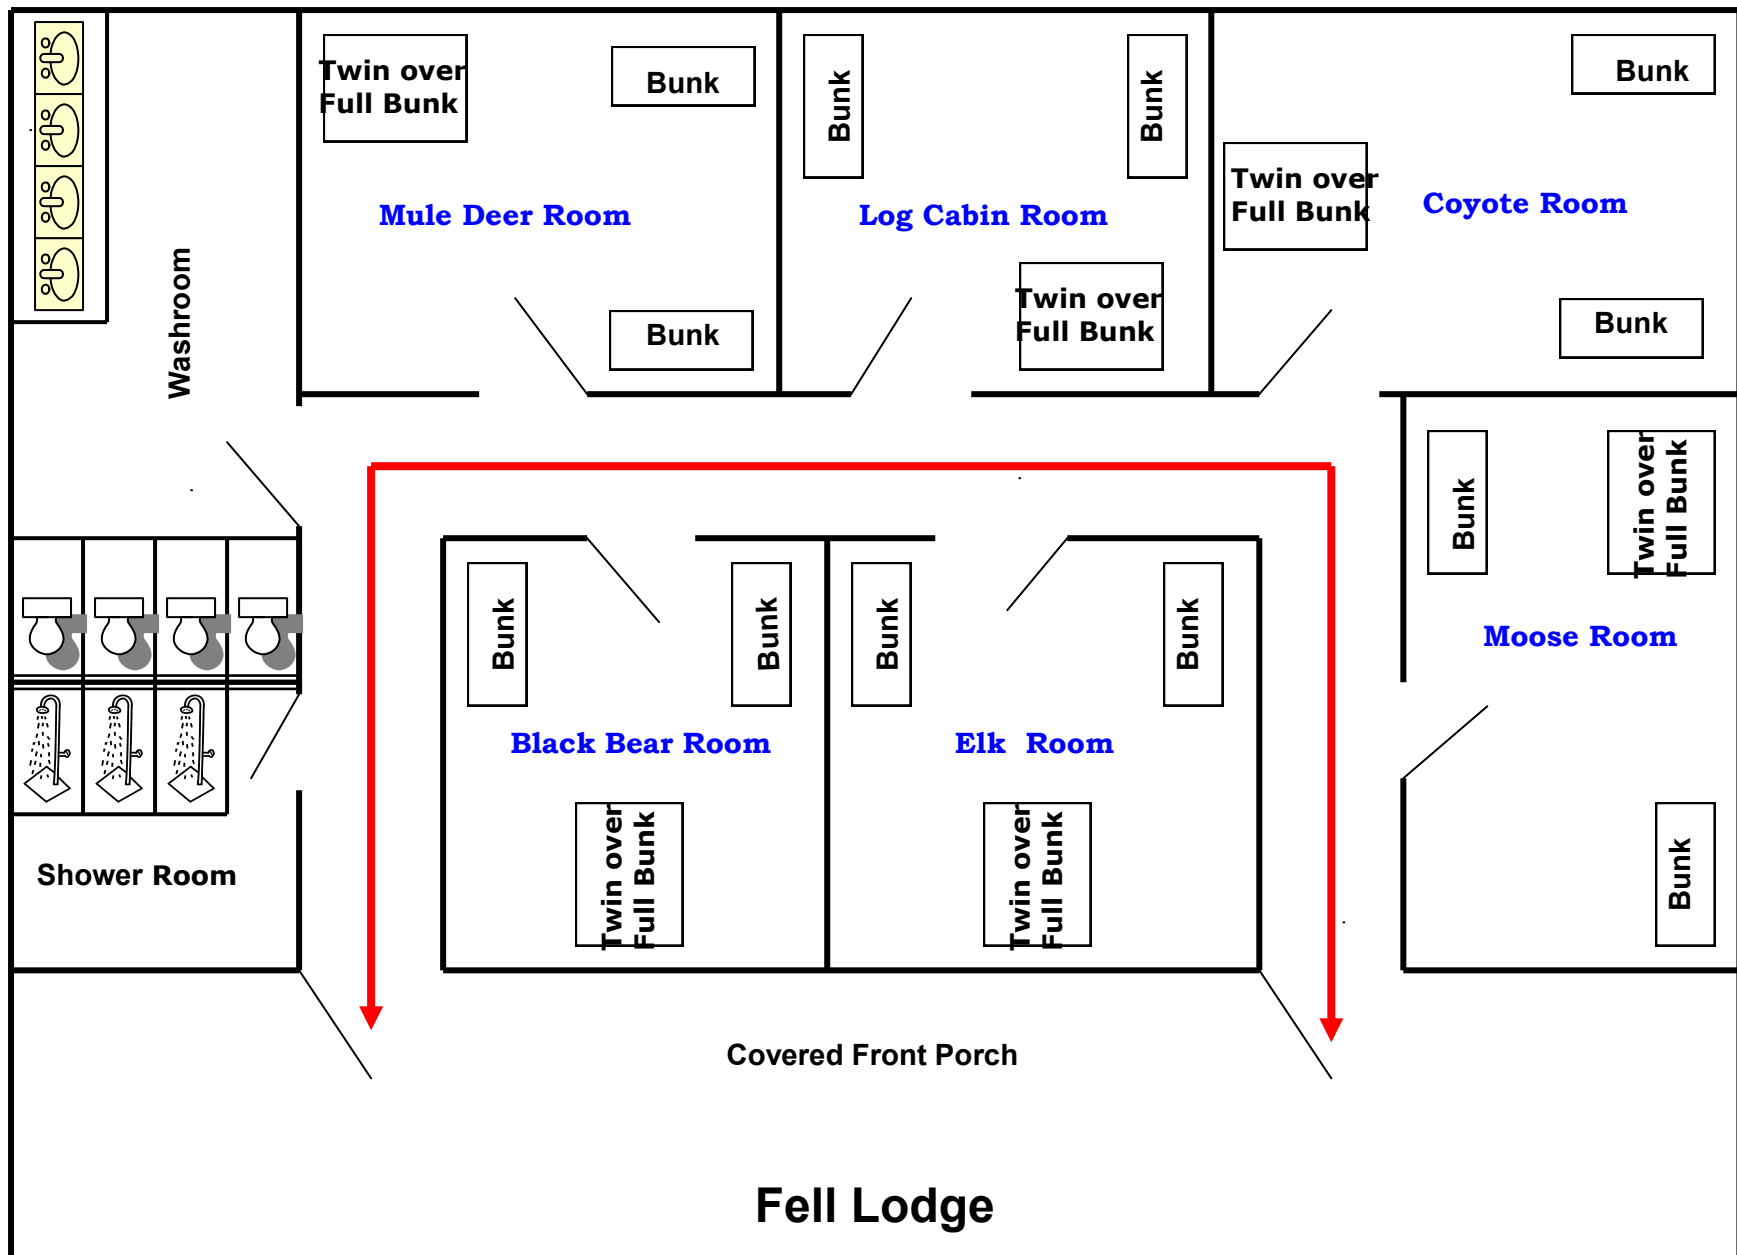 Twin over
Full Bunk
Bunk
Bunk
Bunk
Bunk
Twin over
Full Bunk
Mule Deer Room
Log Cabin Room
Coyote Room
Washroom
Bunk
Twin over
Full Bunk
Bunk
Bunk
Twin over
Full Bunk
Moose Room
Bunk
Bunk
Bunk
Bunk
Black Bear Room
Elk Room
Twin over
Full Bunk
Twin over
Full Bunk
Bunk
Shower Room
Covered Front Porch
Fell Lodge